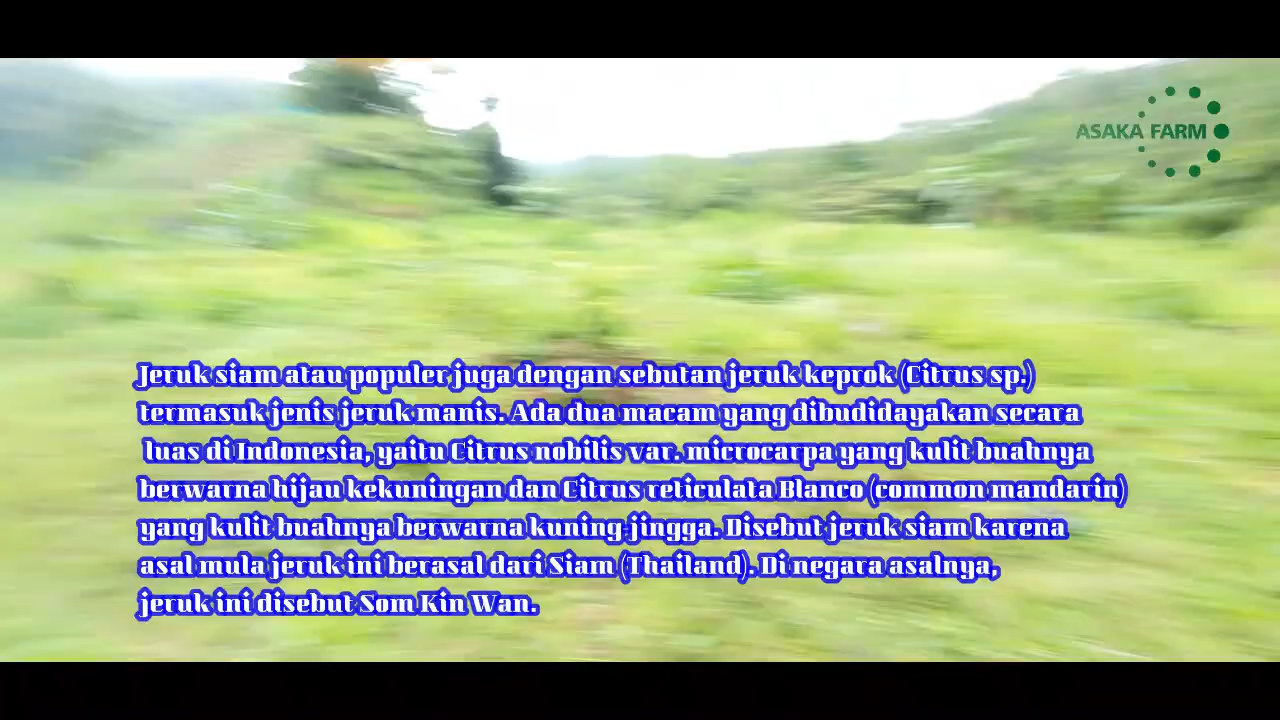 ASAKA FARM
Jeruk siam atau populer juga dengan sebutan jeruk keprok (Citrus sp.)
termasuk jenis jeruk manis. Ada dua macam yang dibudidayakan secara
luas di Indonesia, yaitu Citrus nobilis var. microcarpa yang kulit buahnya
berwarna hijau kekuningan dan Citrus reticulata Blanco (common mandarin)
yang kulit buahnya berwarna kuning-jingga. Disebut jeruk siam karena
asal mula jeruk ini berasal dari Siam (Thailand). Di negara asalnya,
jeruk ini disebut Som Kin Wan.